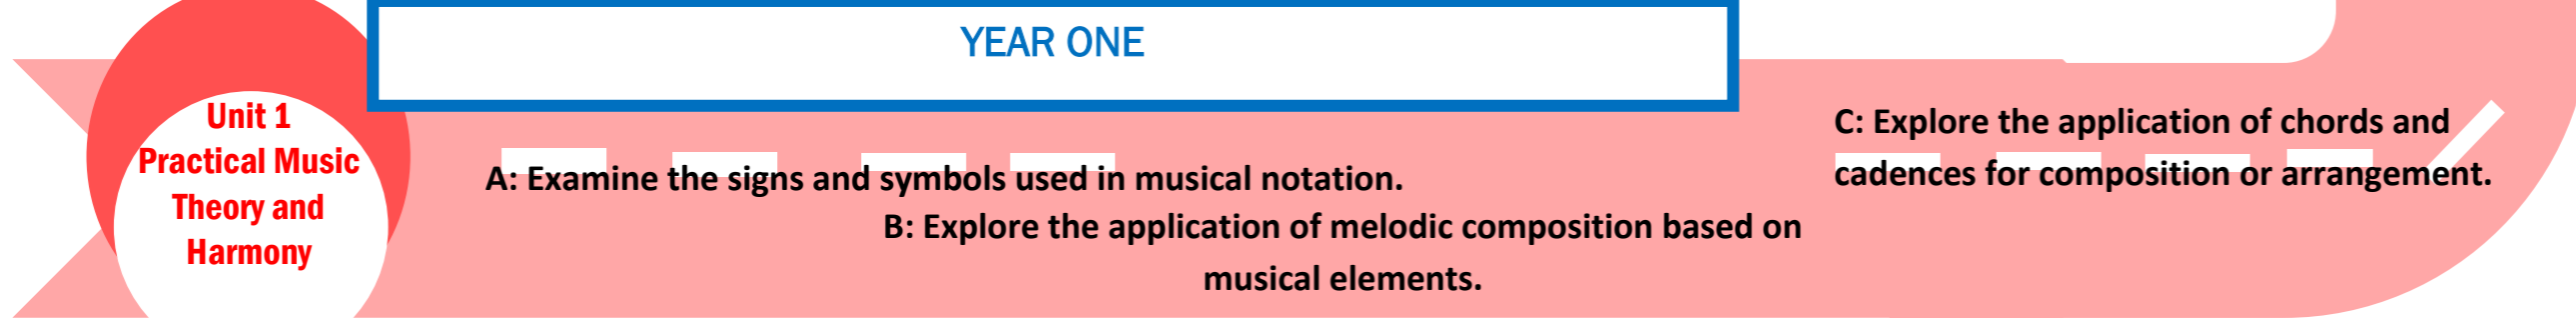 YEAR ONE
Unit 1
Practical Music
Theory and
Harmony
A: Examine the signs and symbols used in musical notation.
B: Explore the application of melodic composition based on
musical elements.
C: Explore the application of chords and
cadences for composition or arrangement.